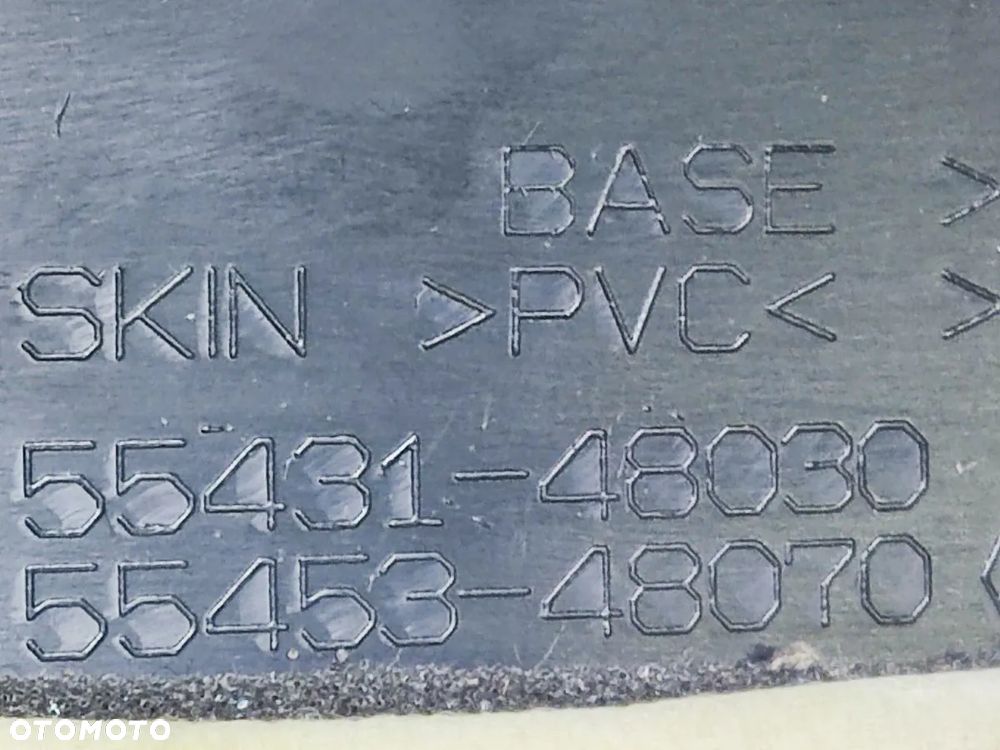 BASE >
SKIN >PVC< >
55431-48030
55453-48070
OTOMOTO